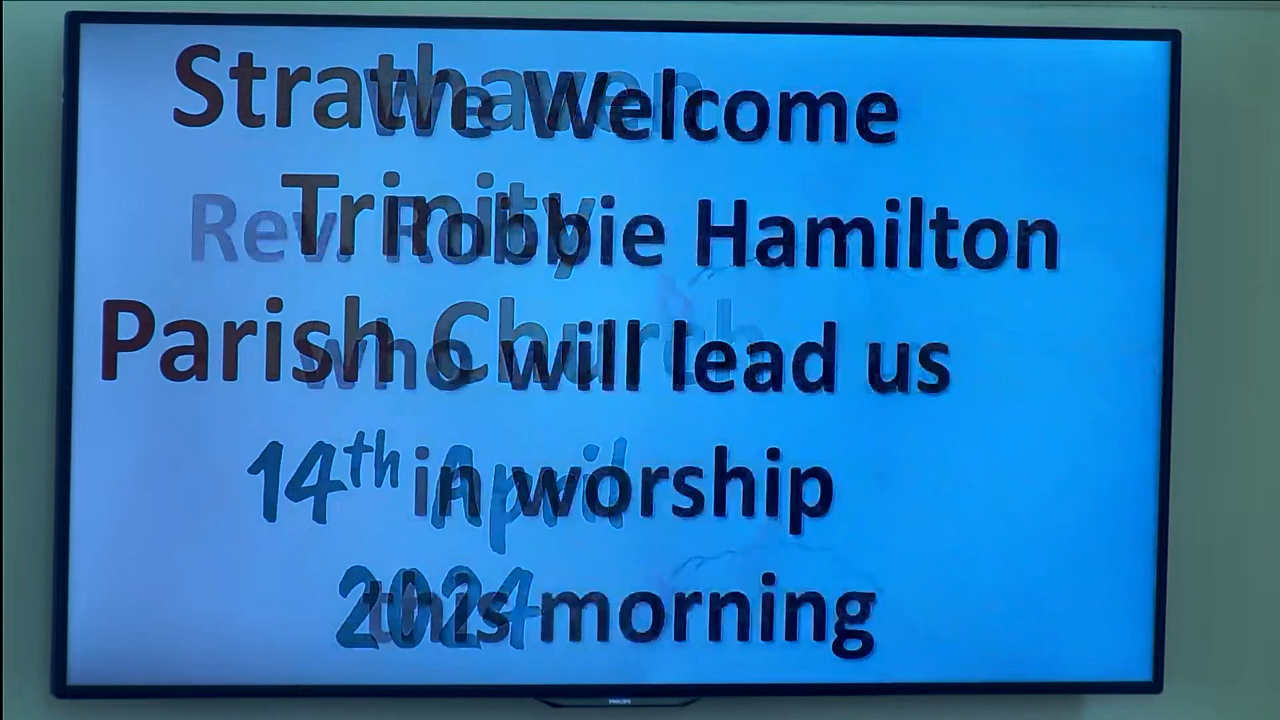 Strathaven
Trinity
Parish Church
14th April
2024
We Welcome
Rev. Robbie Hamilton
who will lead us
in worship
this morning
PHILIPS